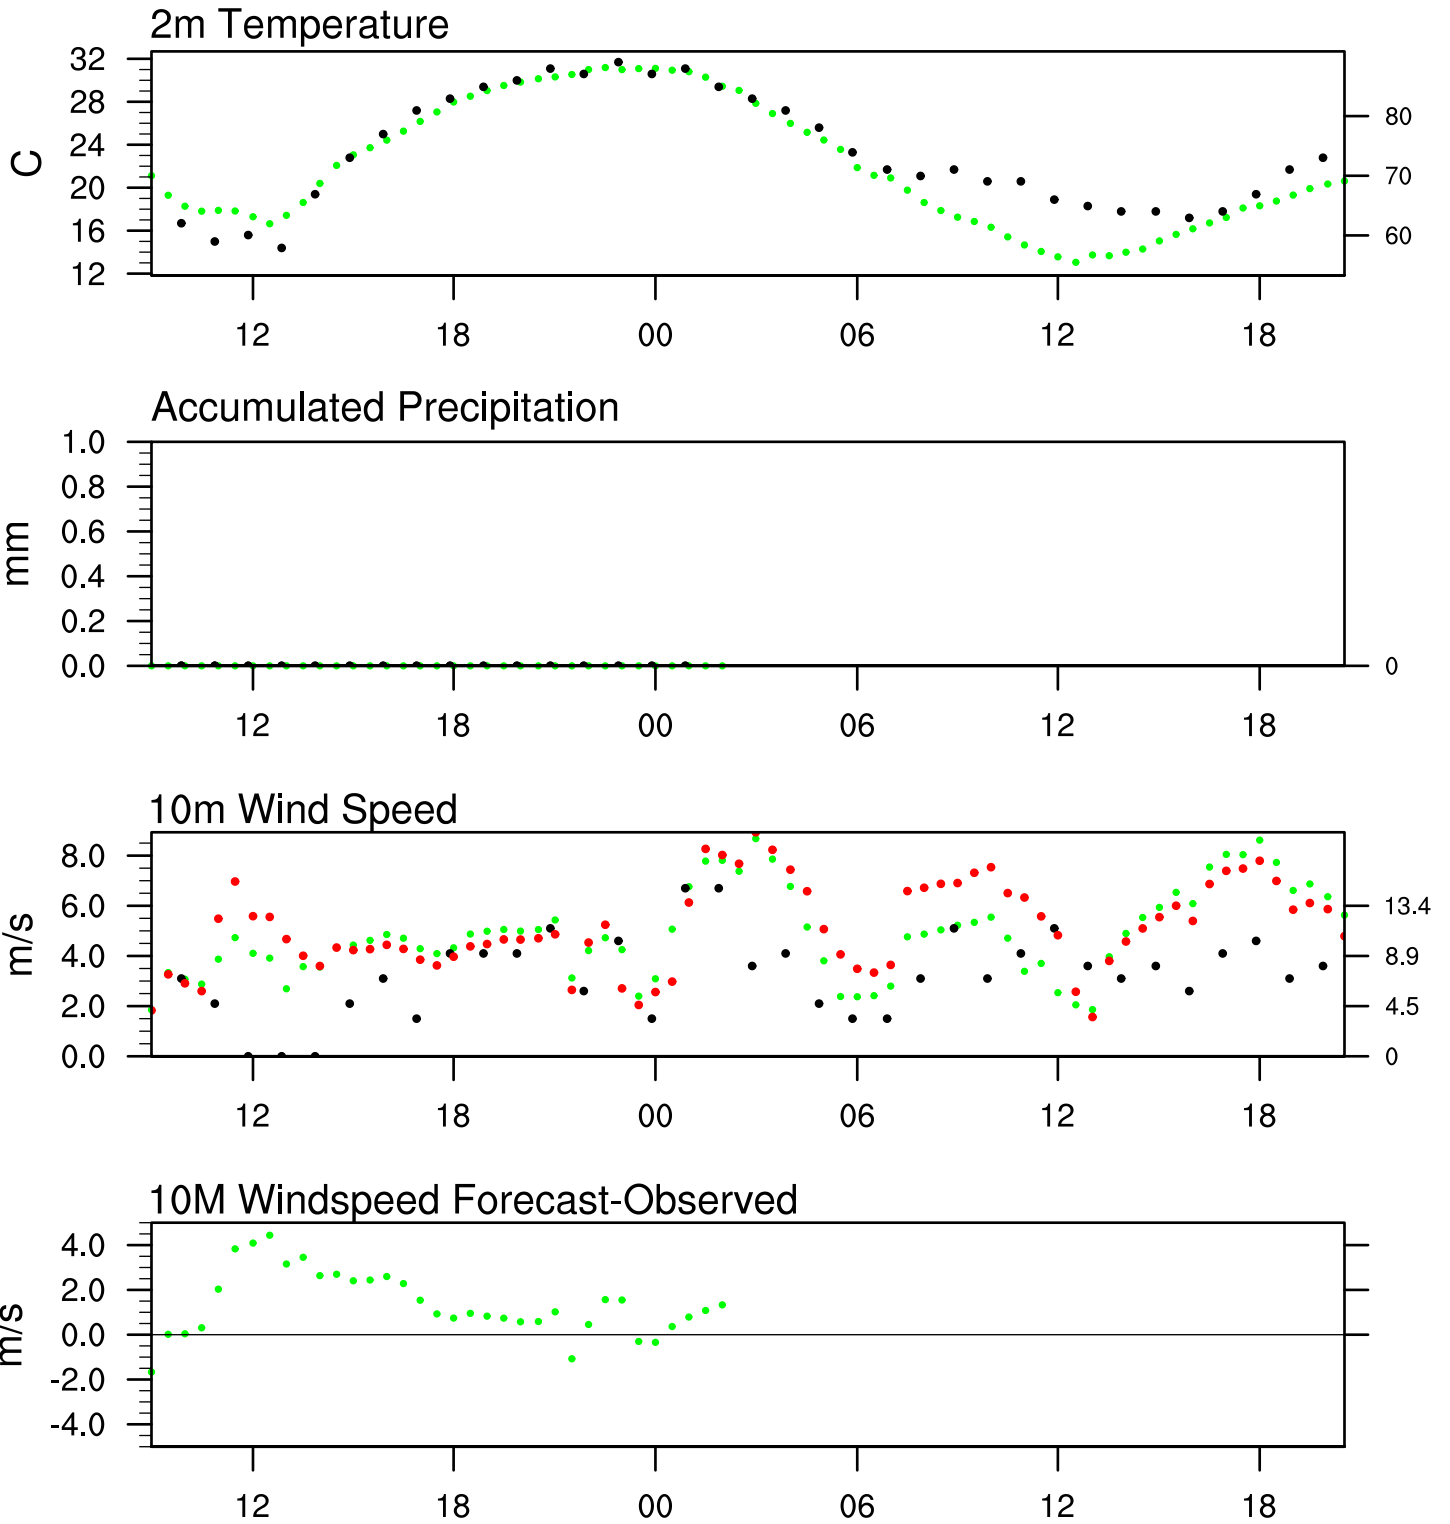 2m Temperature
32
28
24
20
16
12
C
80
70
60
12 18 00 06 12 18
Accumulated Precipitation
1.0
0.8
0.6
0.4
0.2
0.0
mm
0
12 18 00 06 12 18
10m Wind Speed
8.0
6.0
4.0
2.0
0.0
m/s
13.4
8.9
4.5
0
12 18 00 06 12 18
10M Windspeed Forecast-Observed
4.0
2.0
0.0
-2.0
-4.0
m/s
12 18 00 06 12 18